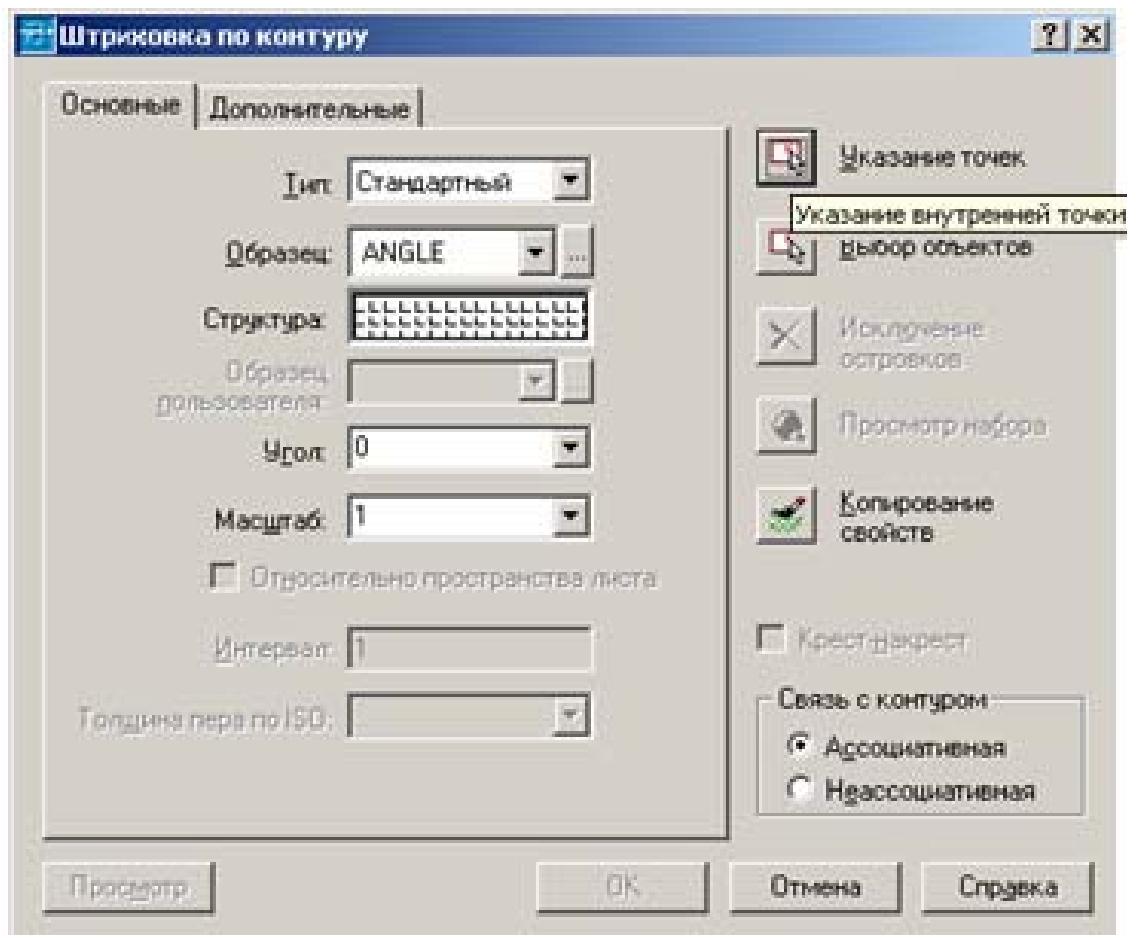 Штриховка по контуру
Основные
Дополнительные
Тип: Стандартный
Образец: ANGLE ...
Структура:
Образец
пользователя:
Угол: 0
Масштаб: 1
Относительно пространства листа
Интервал: 1
Толщина пера по ISO:
Указание точек
Указание внутренней точки
Выбор объектов
Исключение
островков
Просмотр набора
Копирование
свойств
Крест-накрест
Связь с контуром
Ассоциативная
Неассоциативная
Просмотр
OK
Отмена
Справка